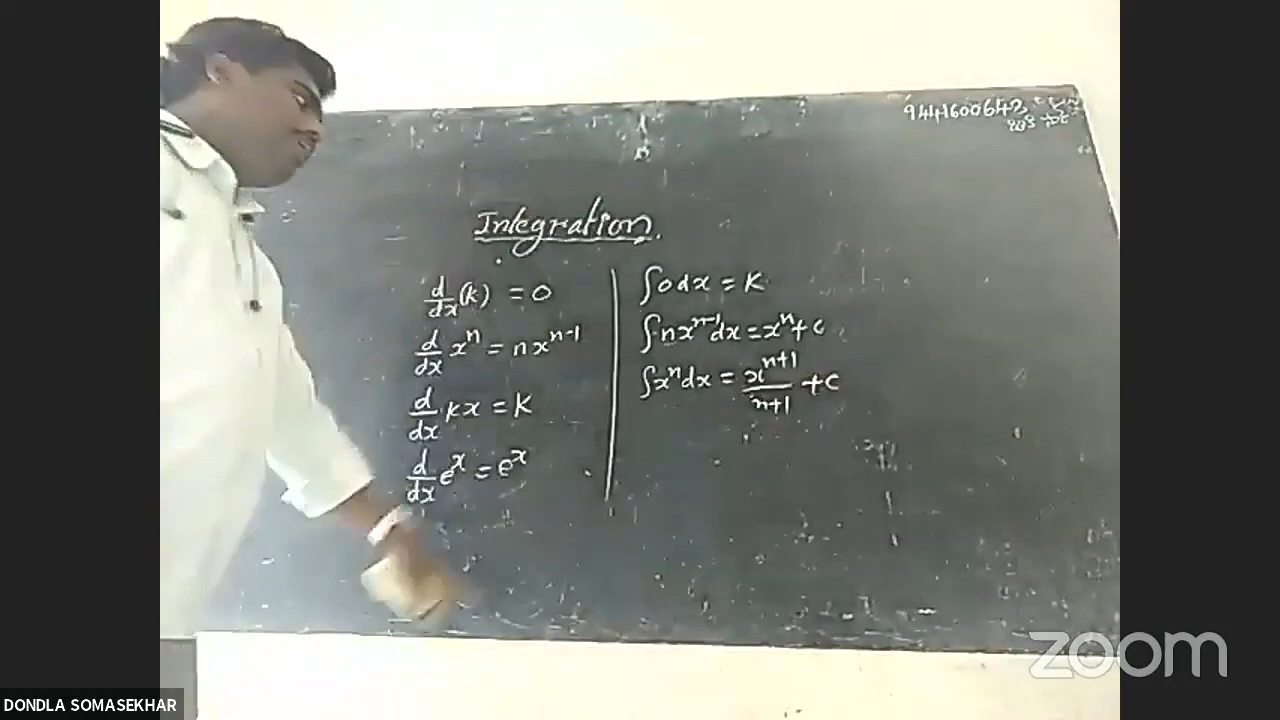 9441600642
Integration.
d/dx (k) = 0
d/dx x^n = nx^{n-1}
d/dx kx = k
d/dx e^x = e^x
∫0dx = K
∫nx^{n-1}dx = x^n + c
∫x^n dx = x^{n+1}/n+1 + c
zoom
DONDLA SOMASEKHAR